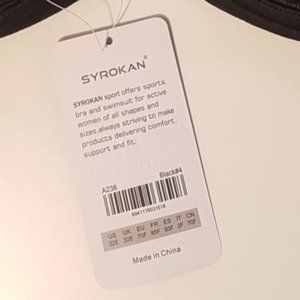 SYROKAN®
SYROKAN sport offers sports
bra and swimsuit for active
women of all shapes and
sizes,always striving to make
products delivering comfort,
support and fit.
A238 Black#4
6941176031518
US UK EU FR ES IT CN
32E 32E 70F 85F 85F 2F 70F
Made in China